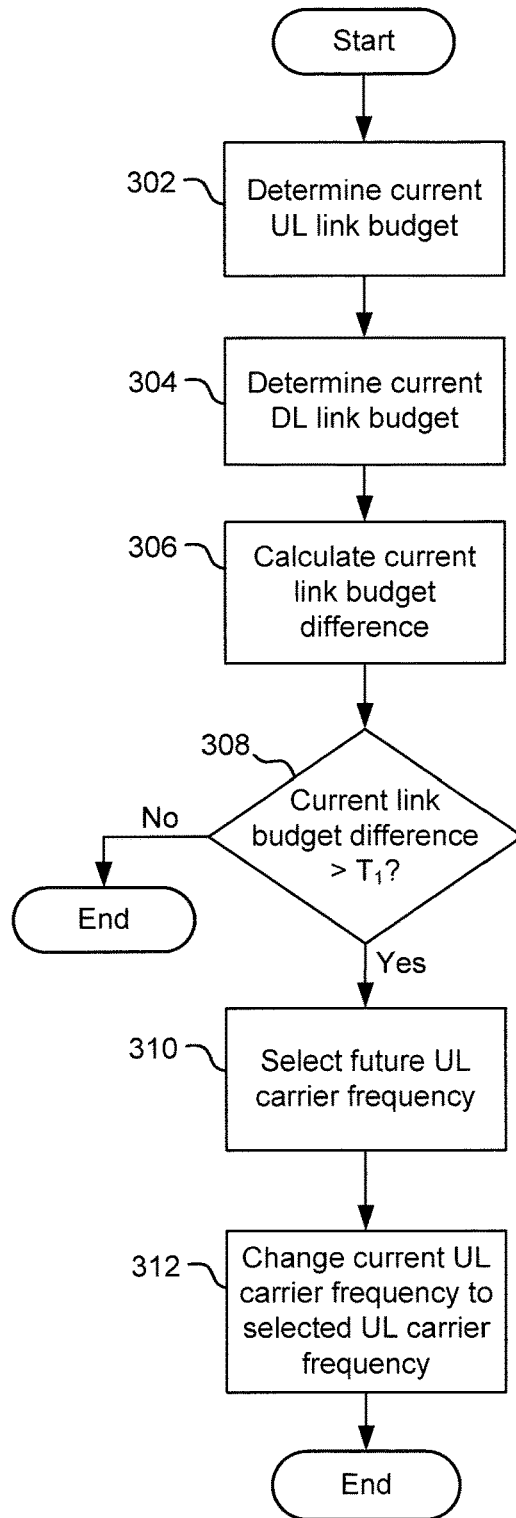 Start
302
Determine current
UL link budget
304
Determine current
DL link budget
306
Calculate current
link budget
difference
308
Current link
budget difference
> T₁?
No
End
Yes
310
Select future UL
carrier frequency
312
Change current UL
carrier frequency to
selected UL carrier
frequency
End